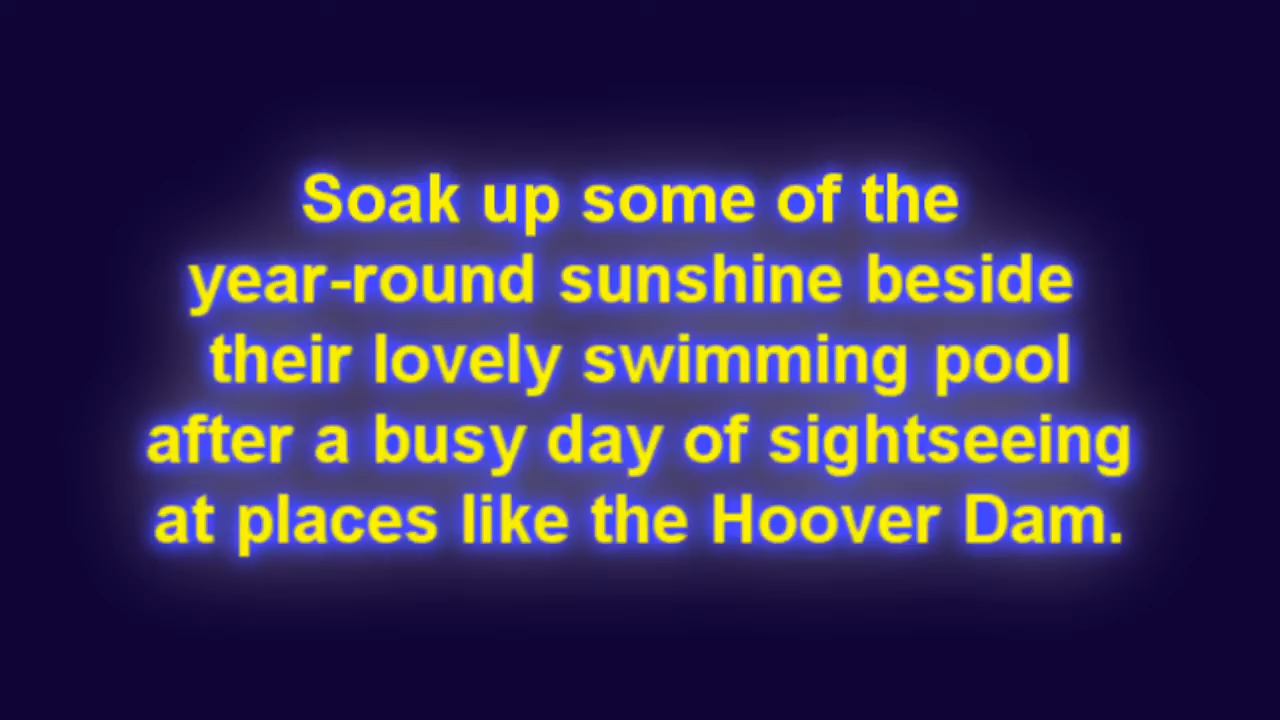 Soak up some of the
year-round sunshine beside
their lovely swimming pool
after a busy day of sightseeing
at places like the Hoover Dam.